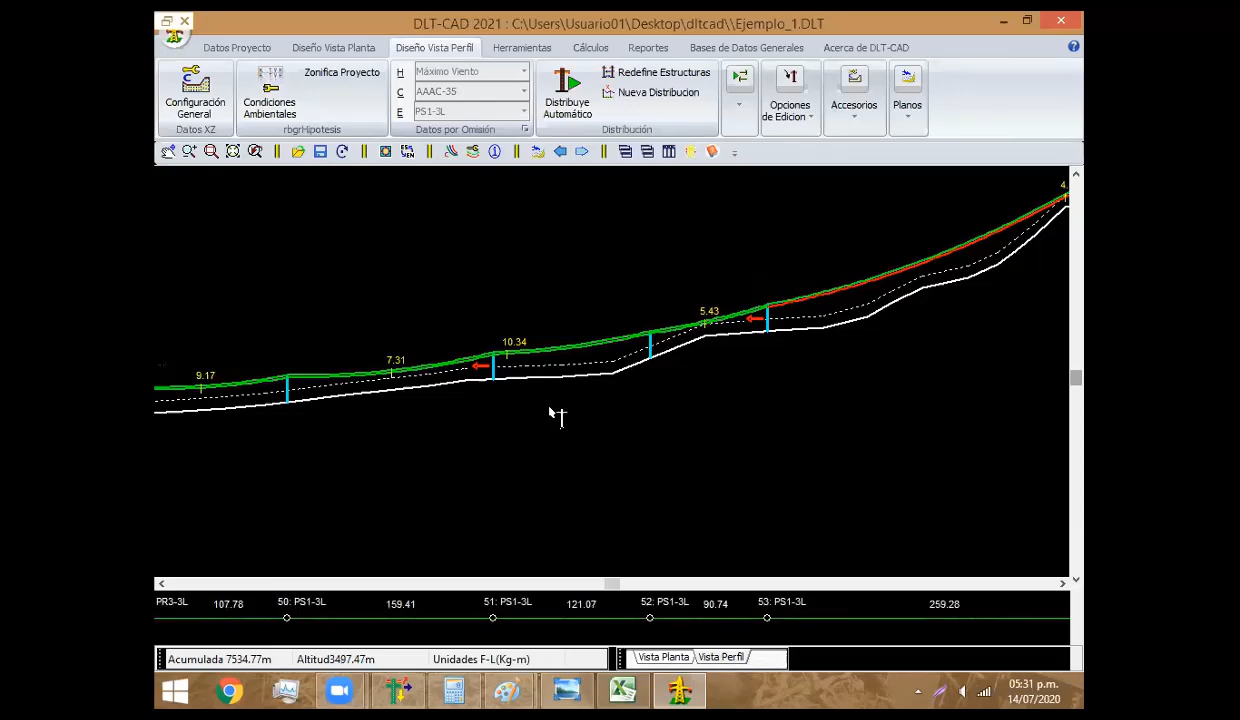 DLT-CAD 2021 : C:\Users\Usuario01\Desktop\dltcad\\Ejemplo_1.DLT
Datos Proyecto Diseño Vista Planta Diseño Vista Perfil Herramientas Cálculos Reportes Bases de Datos Generales Acerca de DLT-CAD
Configuración General
Datos XZ
Zonifica Proyecto
Condiciones Ambientales
rbgrHipotesis
H Máximo Viento
C AAAC-35
E PS1-3L
Datos por Omisión
Distribuye Automático
Redefine Estructuras
Nueva Distribucion
Distribución
Opciones de Edicion
Accesorios
Planos
4.
5.43
10.34
7.31
9.17
PR3-3L 107.78 50: PS1-3L 159.41 51: PS1-3L 121.07 52: PS1-3L 90.74 53: PS1-3L 259.28
Acumulada 7534.77m Altitud3497.47m Unidades F-L(Kg-m) Vista Planta Vista Perfil
05:31 p.m.
14/07/2020